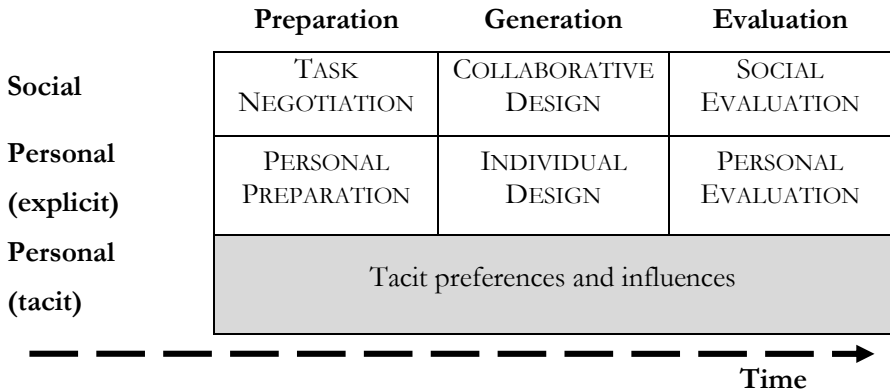 Preparation Generation Evaluation
Social
TASK NEGOTIATION
COLLABORATIVE DESIGN
SOCIAL EVALUATION
Personal (explicit)
PERSONAL PREPARATION
INDIVIDUAL DESIGN
PERSONAL EVALUATION
Personal (tacit)
Tacit preferences and influences
Time